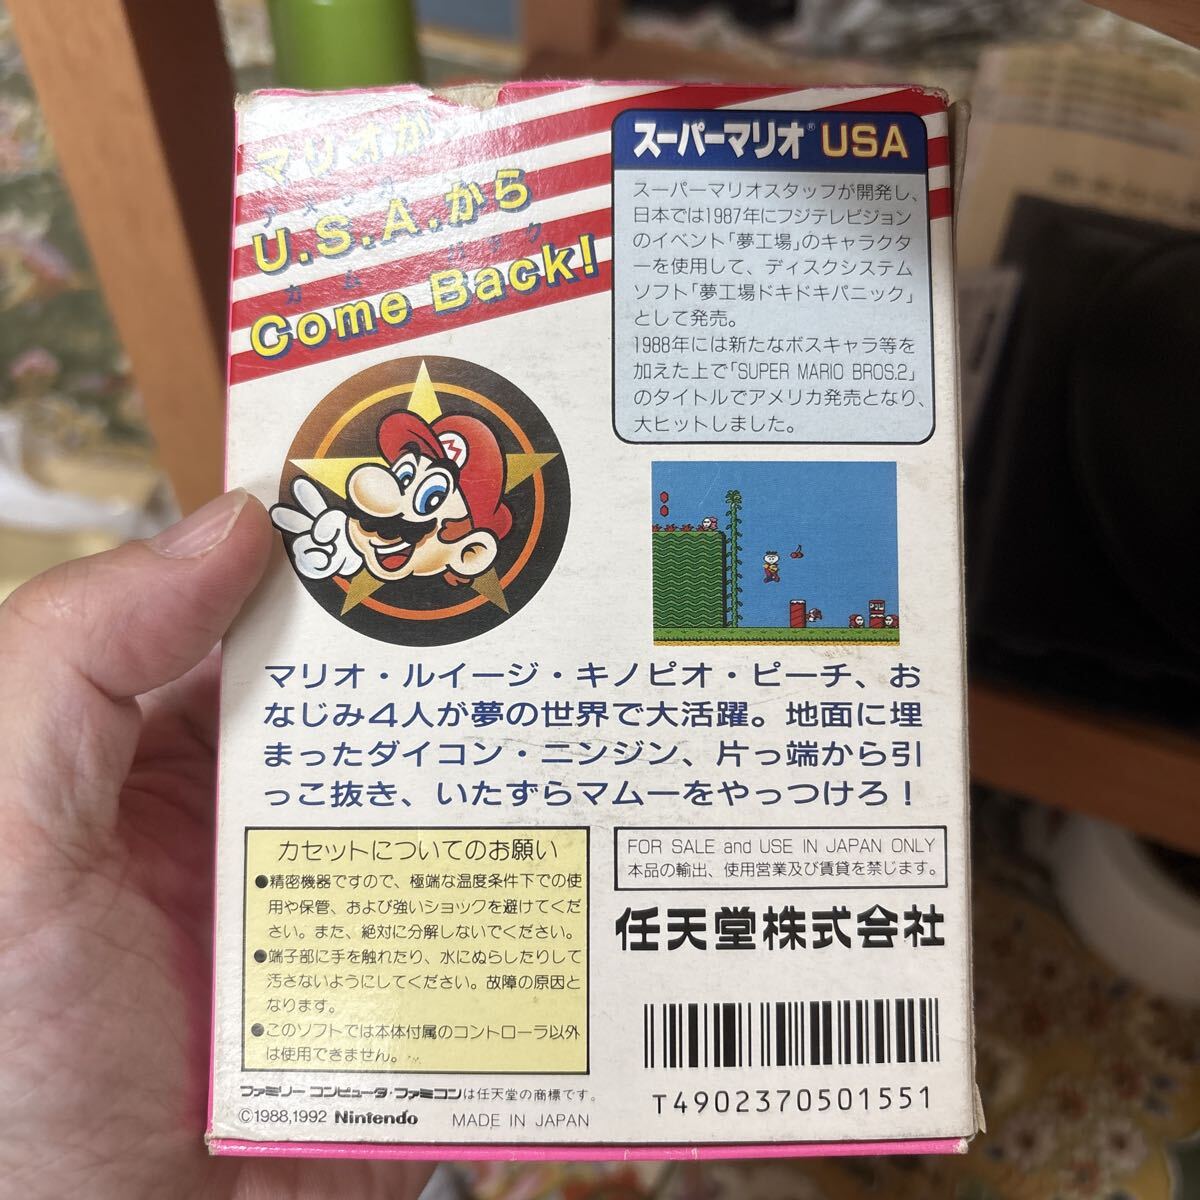 マリオが
U.S.A.から
Come Back!
スーパーマリオ® USA
スーパーマリオスタッフが開発し、
日本では1987年にフジテレビジョン
のイベント「夢工場」のキャラクタ
ーを使用して、ディスクシステム
ソフト「夢工場ドキドキパニック」
として発売。
1988年には新たなボスキャラ等を
加えた上で「SUPER MARIO BROS.2」
のタイトルでアメリカ発売となり、
大ヒットしました。
マリオ・ルイージ・キノピオ・ピーチ、お
なじみ4人が夢の世界で大活躍。地面に埋
まったダイコン・ニンジン、片っ端から引
っこ抜き、いたずらマムーをやっつけろ！
カセットについてのお願い
●精密機器ですので、極端な温度条件下での使
用や保管、および強いショックを避けてくだ
さい。また、絶対に分解しないでください。
●端子部に手を触れたり、水にぬらしたりして
汚さないようにしてください。故障の原因と
なります。
●このソフトでは本体付属のコントローラ以外
は使用できません。
FOR SALE and USE IN JAPAN ONLY
本品の輸出、使用営業及び賃貸を禁じます。
任天堂株式会社
T4902370501551
ファミリーコンピュータ・ファミコンは任天堂の商標です。
©1988,1992 Nintendo MADE IN JAPAN